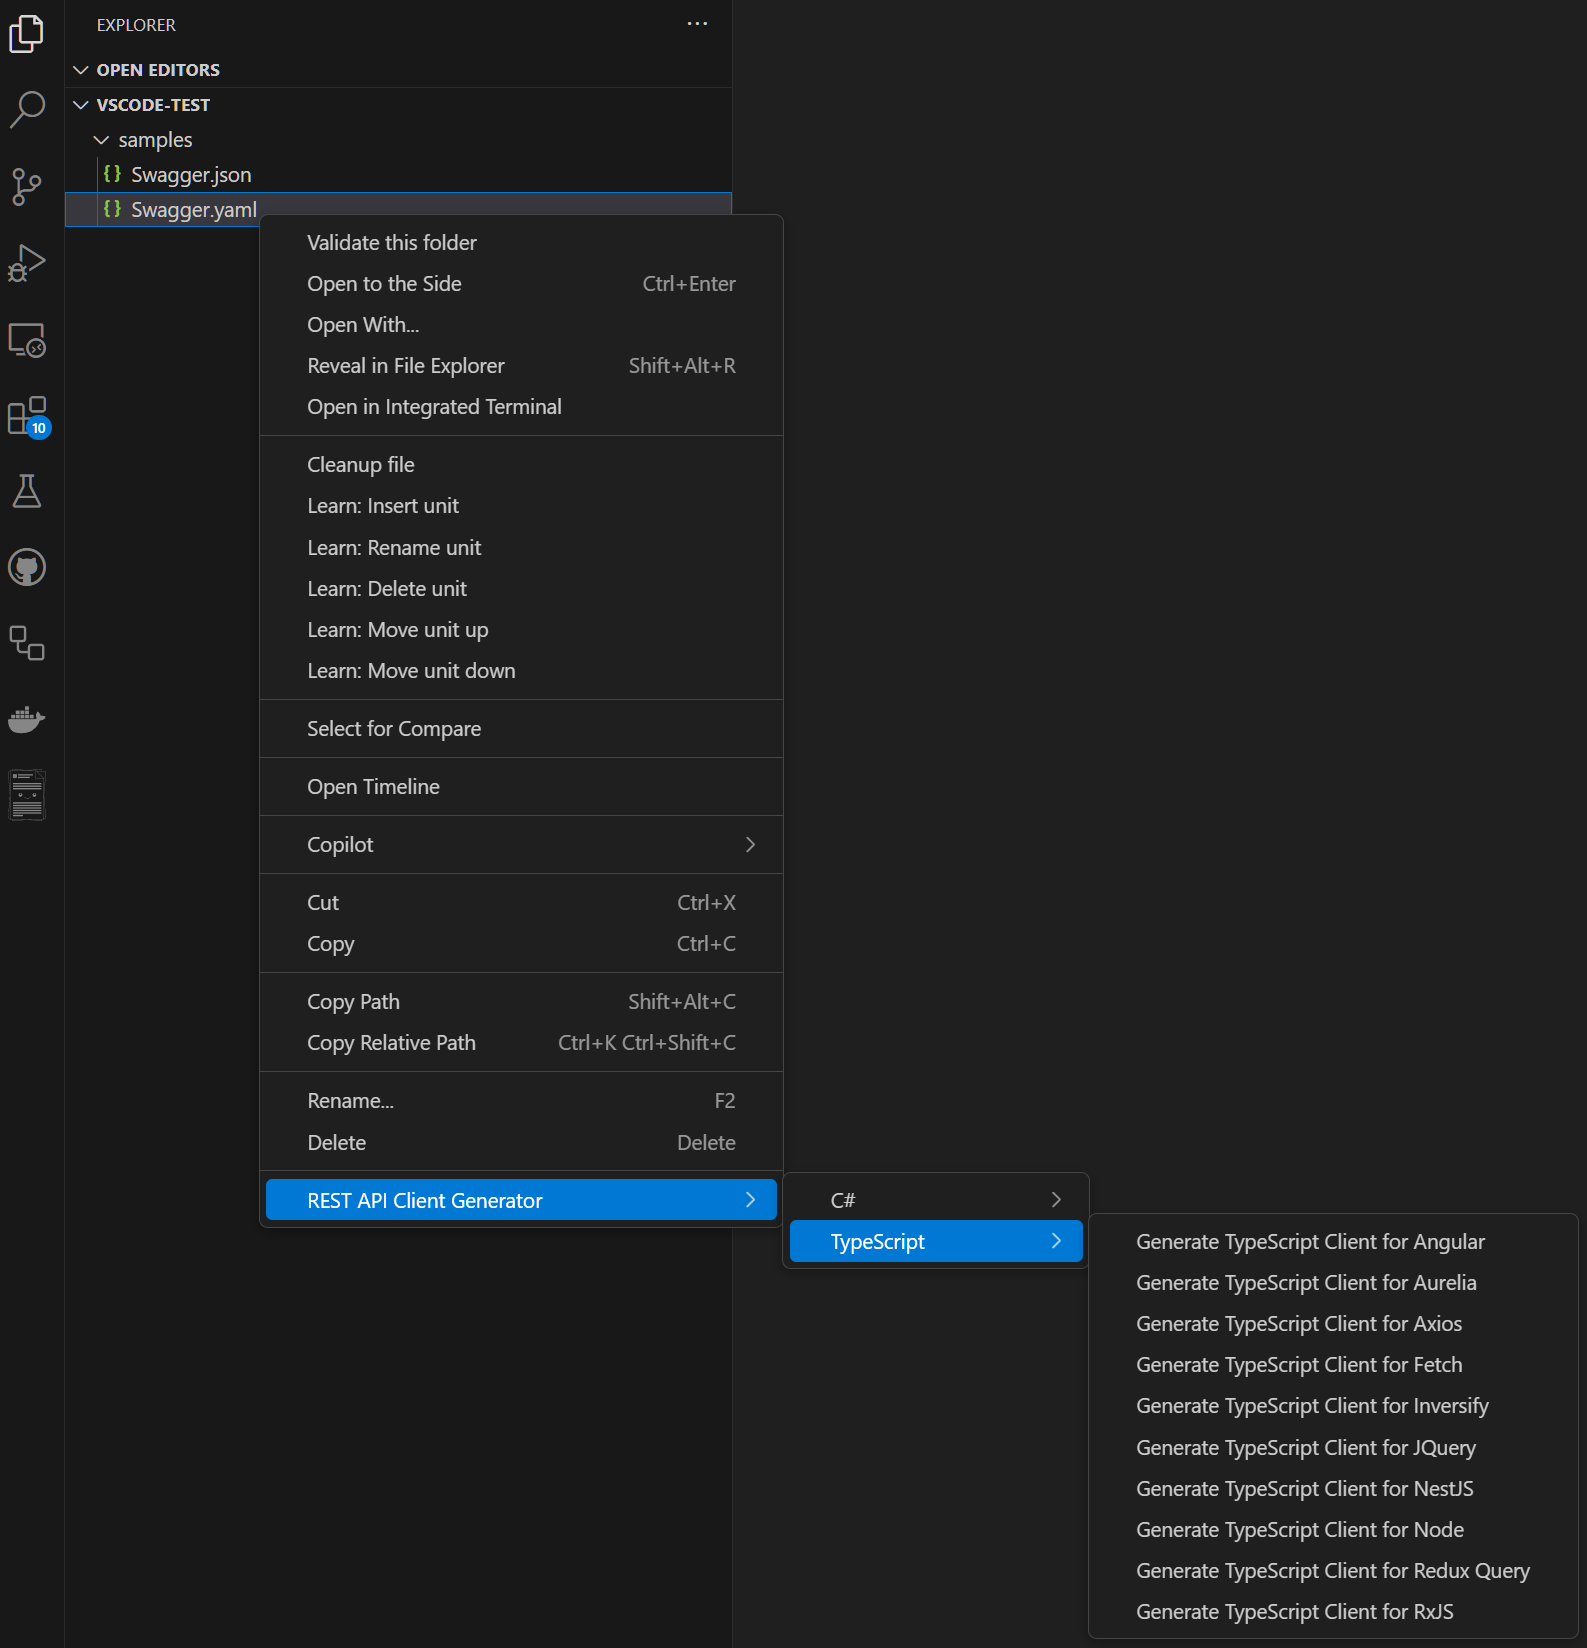 EXPLORER
OPEN EDITORS
VSCODE-TEST
samples
Swagger.json
Swagger.yaml
10
Validate this folder
Open to the Side Ctrl+Enter
Open With...
Reveal in File Explorer Shift+Alt+R
Open in Integrated Terminal
Cleanup file
Learn: Insert unit
Learn: Rename unit
Learn: Delete unit
Learn: Move unit up
Learn: Move unit down
Select for Compare
Open Timeline
Copilot
Cut Ctrl+X
Copy Ctrl+C
Copy Path Shift+Alt+C
Copy Relative Path Ctrl+K Ctrl+Shift+C
Rename... F2
Delete Delete
REST API Client Generator
C#
TypeScript
Generate TypeScript Client for Angular
Generate TypeScript Client for Aurelia
Generate TypeScript Client for Axios
Generate TypeScript Client for Fetch
Generate TypeScript Client for Inversify
Generate TypeScript Client for JQuery
Generate TypeScript Client for NestJS
Generate TypeScript Client for Node
Generate TypeScript Client for Redux Query
Generate TypeScript Client for RxJS